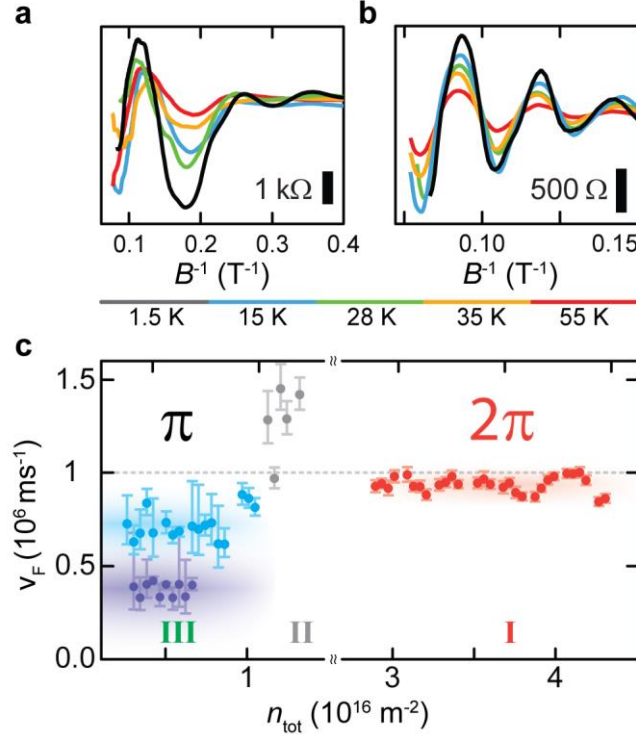 a
b
1 kΩ
500 Ω
0.1 0.2 0.3 0.4
0.10 0.15
B⁻¹ (T⁻¹)
B⁻¹ (T⁻¹)
1.5 K 15 K 28 K 35 K 55 K
c
1.5
1
0.5
0.0
v_F (10⁶ ms⁻¹)
π
2π
III
II
I
1 3 4
n_tot (10¹⁶ m⁻²)